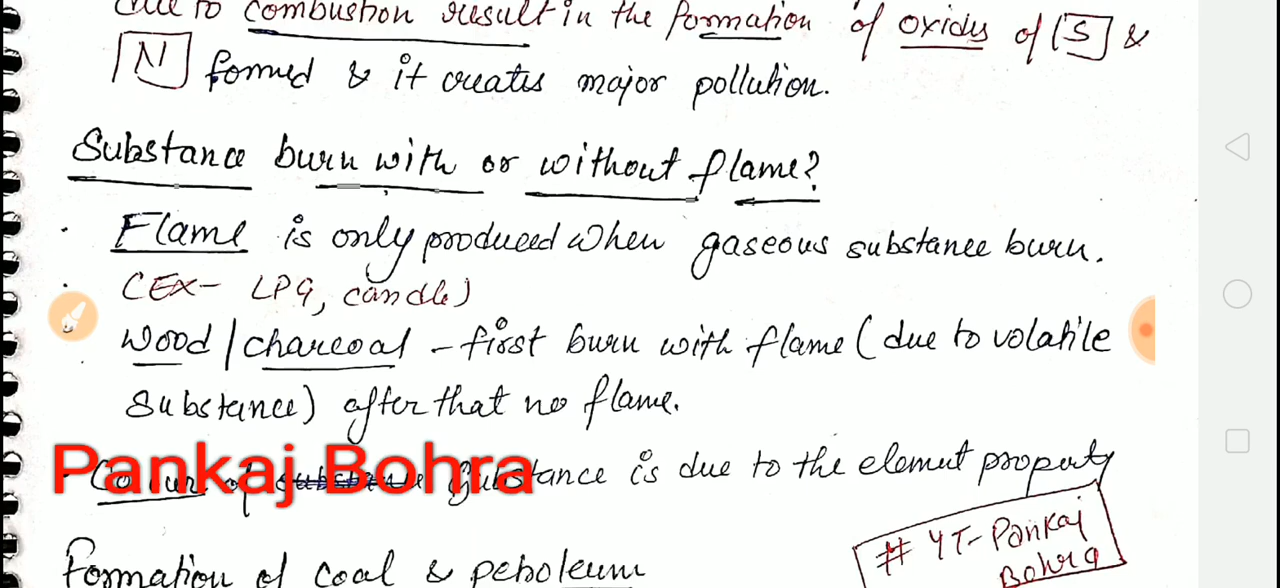 due to combustion result in the formation of oxides of [S] &
[N] formed & it creates major pollution.
Substance burn with or without flame?
. Flame is only produced when gaseous substance burn.
. (EX- LPG, candle)
wood / charcoal - first burn with flame (due to volatile
substance) after that no flame.
Pankaj Bohra
Colour of substance is due to the element property
# YT- Pankaj
Bohra
Formation of coal & petroleum